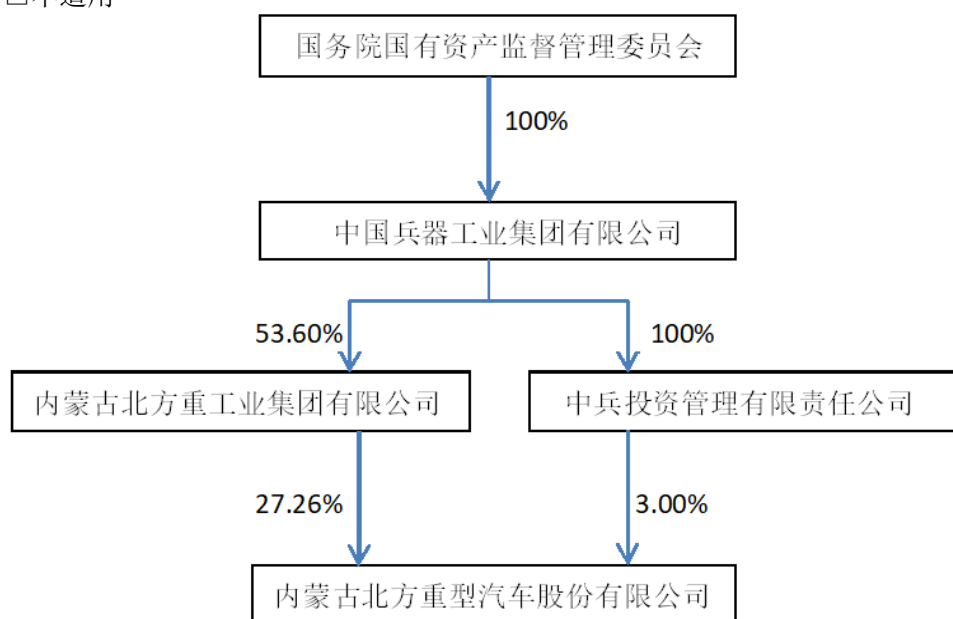 国务院国有资产监督管理委员会
100%
中国兵器工业集团有限公司
53.60%
100%
内蒙古北方重工业集团有限公司
中兵投资管理有限责任公司
27.26%
3.00%
内蒙古北方重型汽车股份有限公司